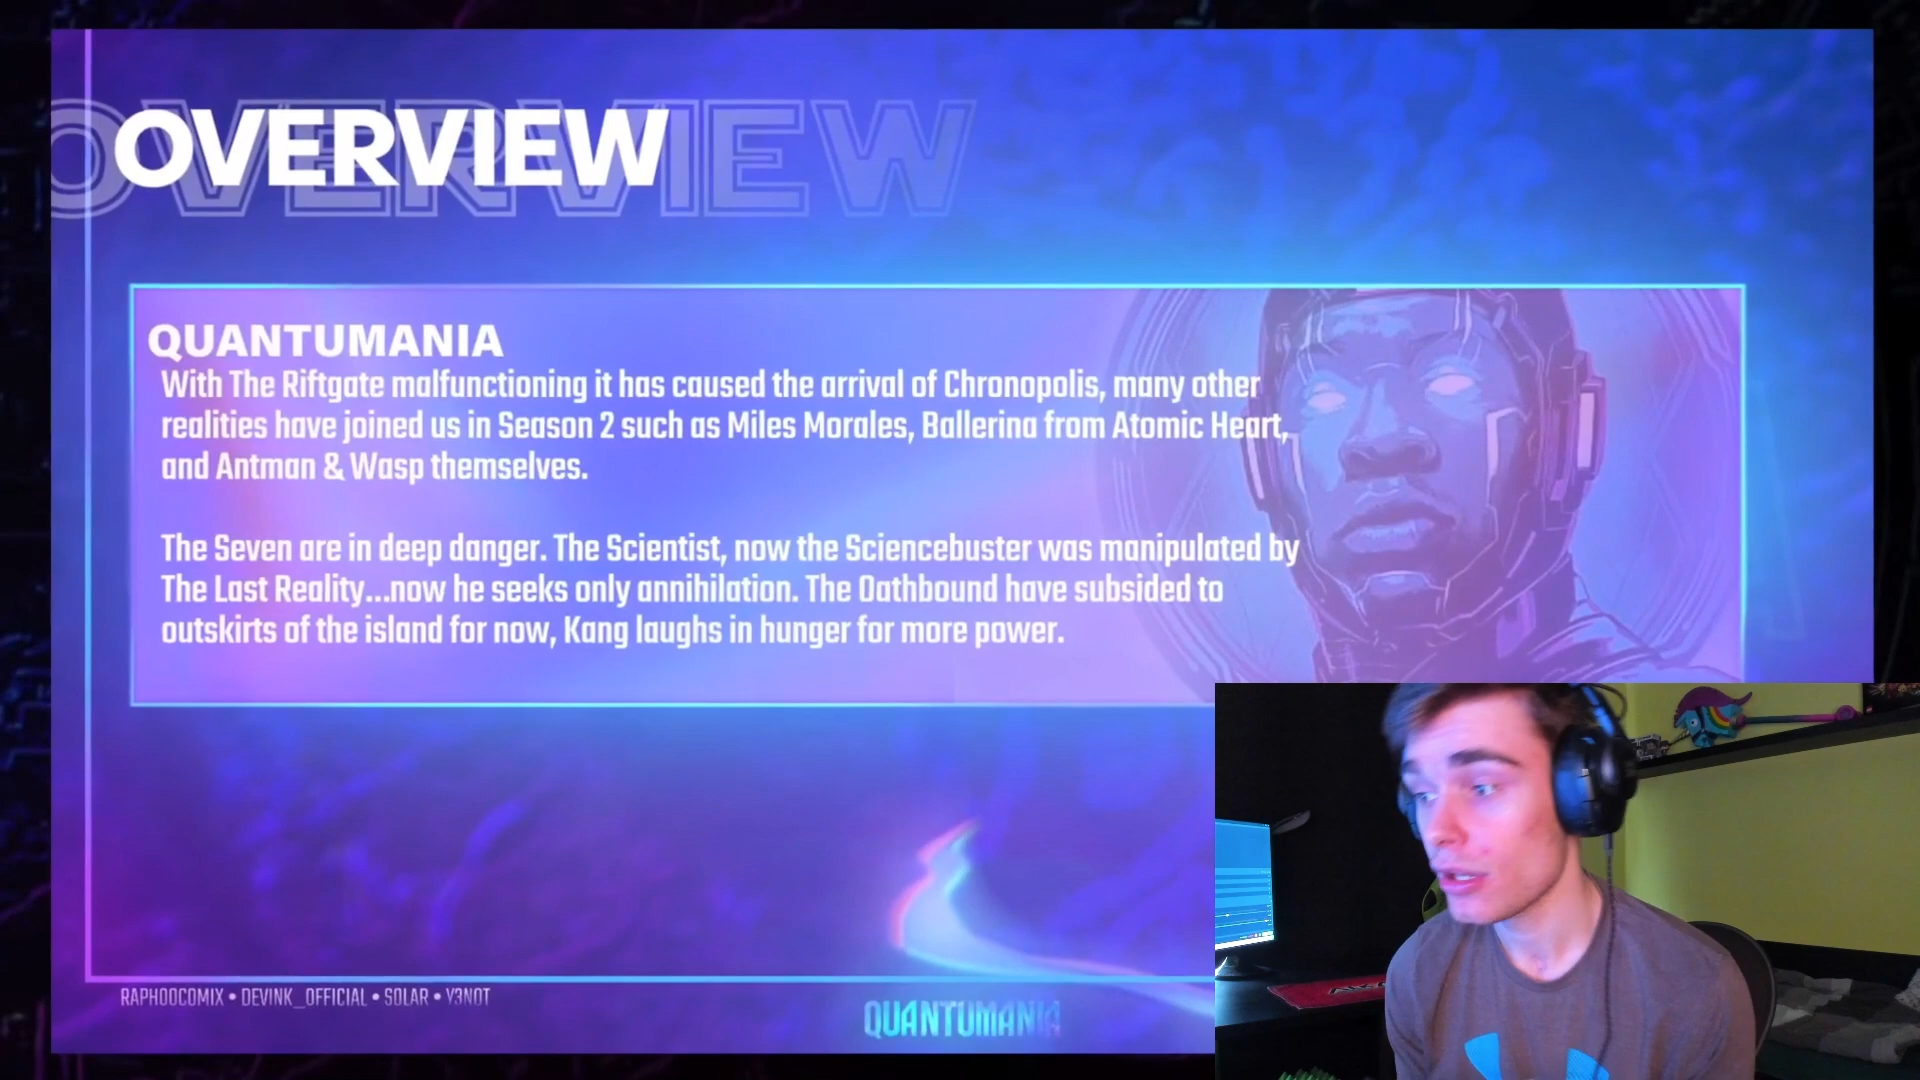 OVERVIEW
OVERVIEW
QUANTUMANIA
With The Riftgate malfunctioning it has caused the arrival of Chronopolis, many other
realities have joined us in Season 2 such as Miles Morales, Ballerina from Atomic Heart,
and Antman & Wasp themselves.
The Seven are in deep danger. The Scientist, now the Sciencebuster was manipulated by
The Last Reality...now he seeks only annihilation. The Oathbound have subsided to
outskirts of the island for now, Kang laughs in hunger for more power.
RAPHOOCOMIX • DEVINK_OFFICIAL • SOLAR • Y3NOT
QUANTUMANIA